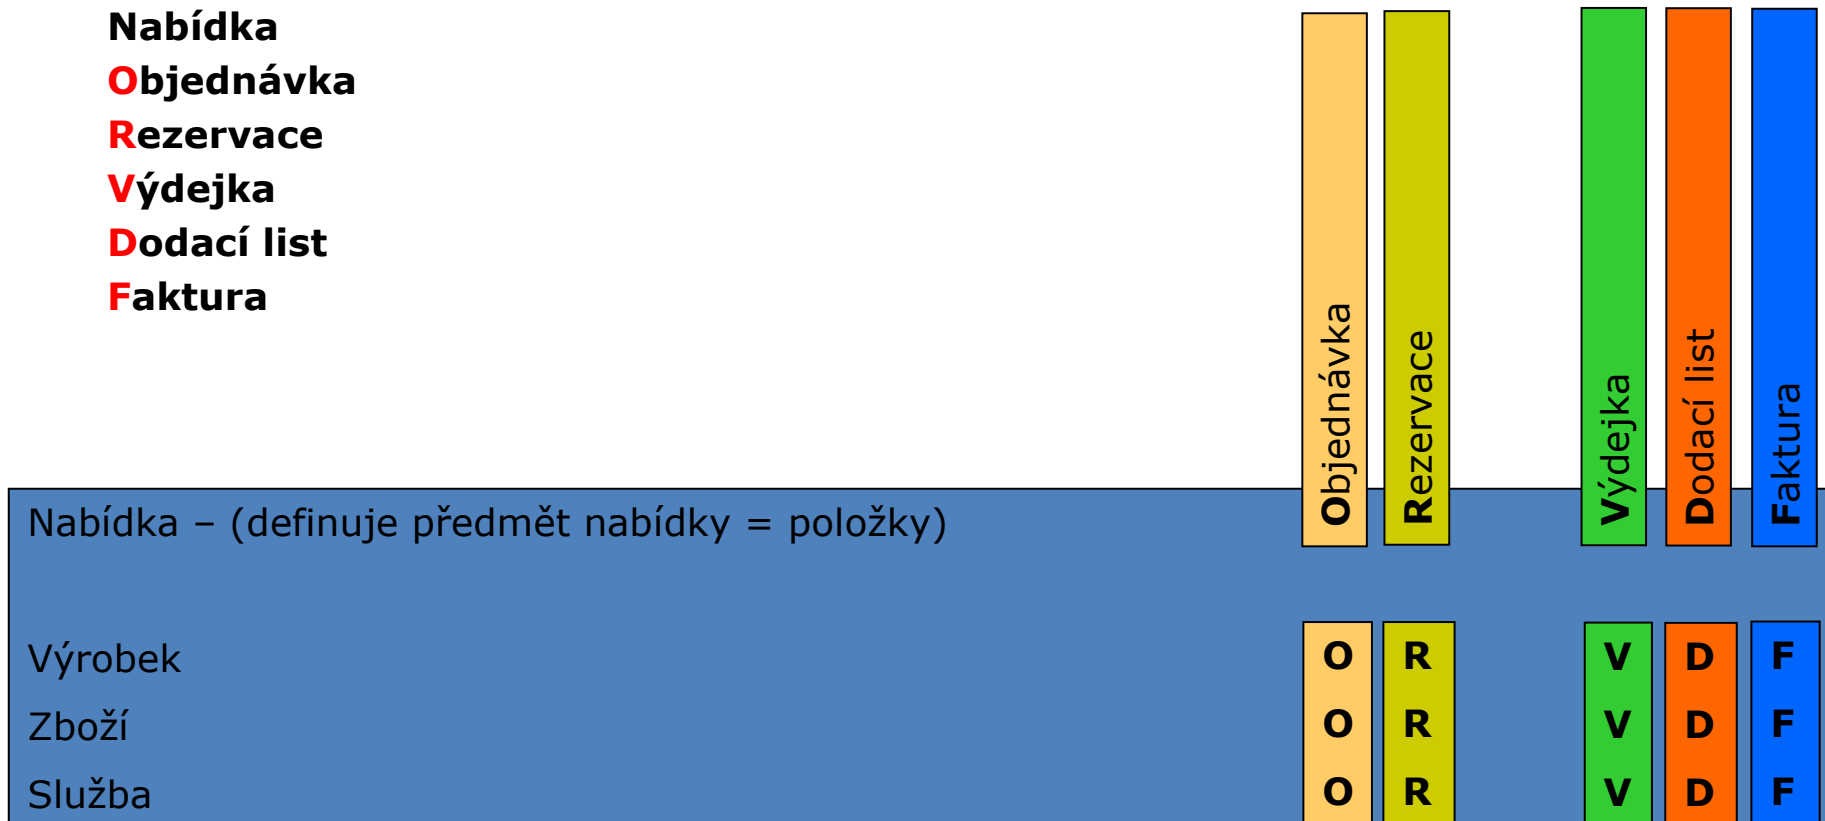 Nabídka
Objednávka
Rezervace
Výdejka
Dodací list
Faktura
Objednávka
Rezervace
Výdejka
Dodací list
Faktura
Nabídka – (definuje předmět nabídky = položky)
Výrobek O R V D F
Zboží O R V D F
Služba O R V D F